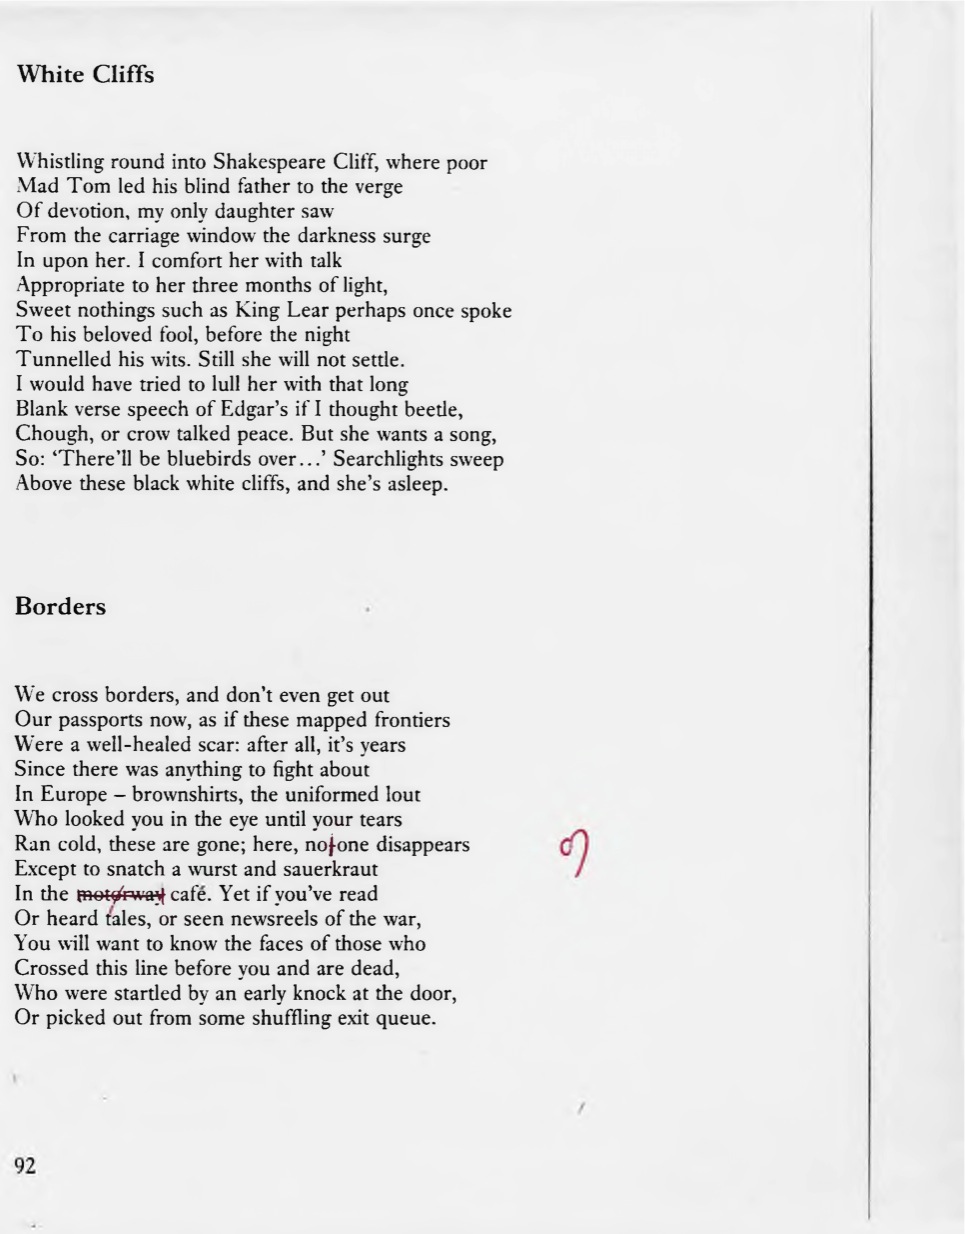 White Cliffs
Whistling round into Shakespeare Cliff, where poor
Mad Tom led his blind father to the verge
Of devotion, my only daughter saw
From the carriage window the darkness surge
In upon her. I comfort her with talk
Appropriate to her three months of light,
Sweet nothings such as King Lear perhaps once spoke
To his beloved fool, before the night
Tunnelled his wits. Still she will not settle.
I would have tried to lull her with that long
Blank verse speech of Edgar's if I thought beetle,
Chough, or crow talked peace. But she wants a song,
So: ‘There'll be bluebirds over...’ Searchlights sweep
Above these black white cliffs, and she's asleep.
Borders
We cross borders, and don't even get out
Our passports now, as if these mapped frontiers
Were a well-healed scar: after all, it's years
Since there was anything to fight about
In Europe – brownshirts, the uniformed lout
Who looked you in the eye until your tears
Ran cold, these are gone; here, no-one disappears
Except to snatch a wurst and sauerkraut
In the motorway café. Yet if you've read
Or heard tales, or seen newsreels of the war,
You will want to know the faces of those who
Crossed this line before you and are dead,
Who were startled by an early knock at the door,
Or picked out from some shuffling exit queue.
92